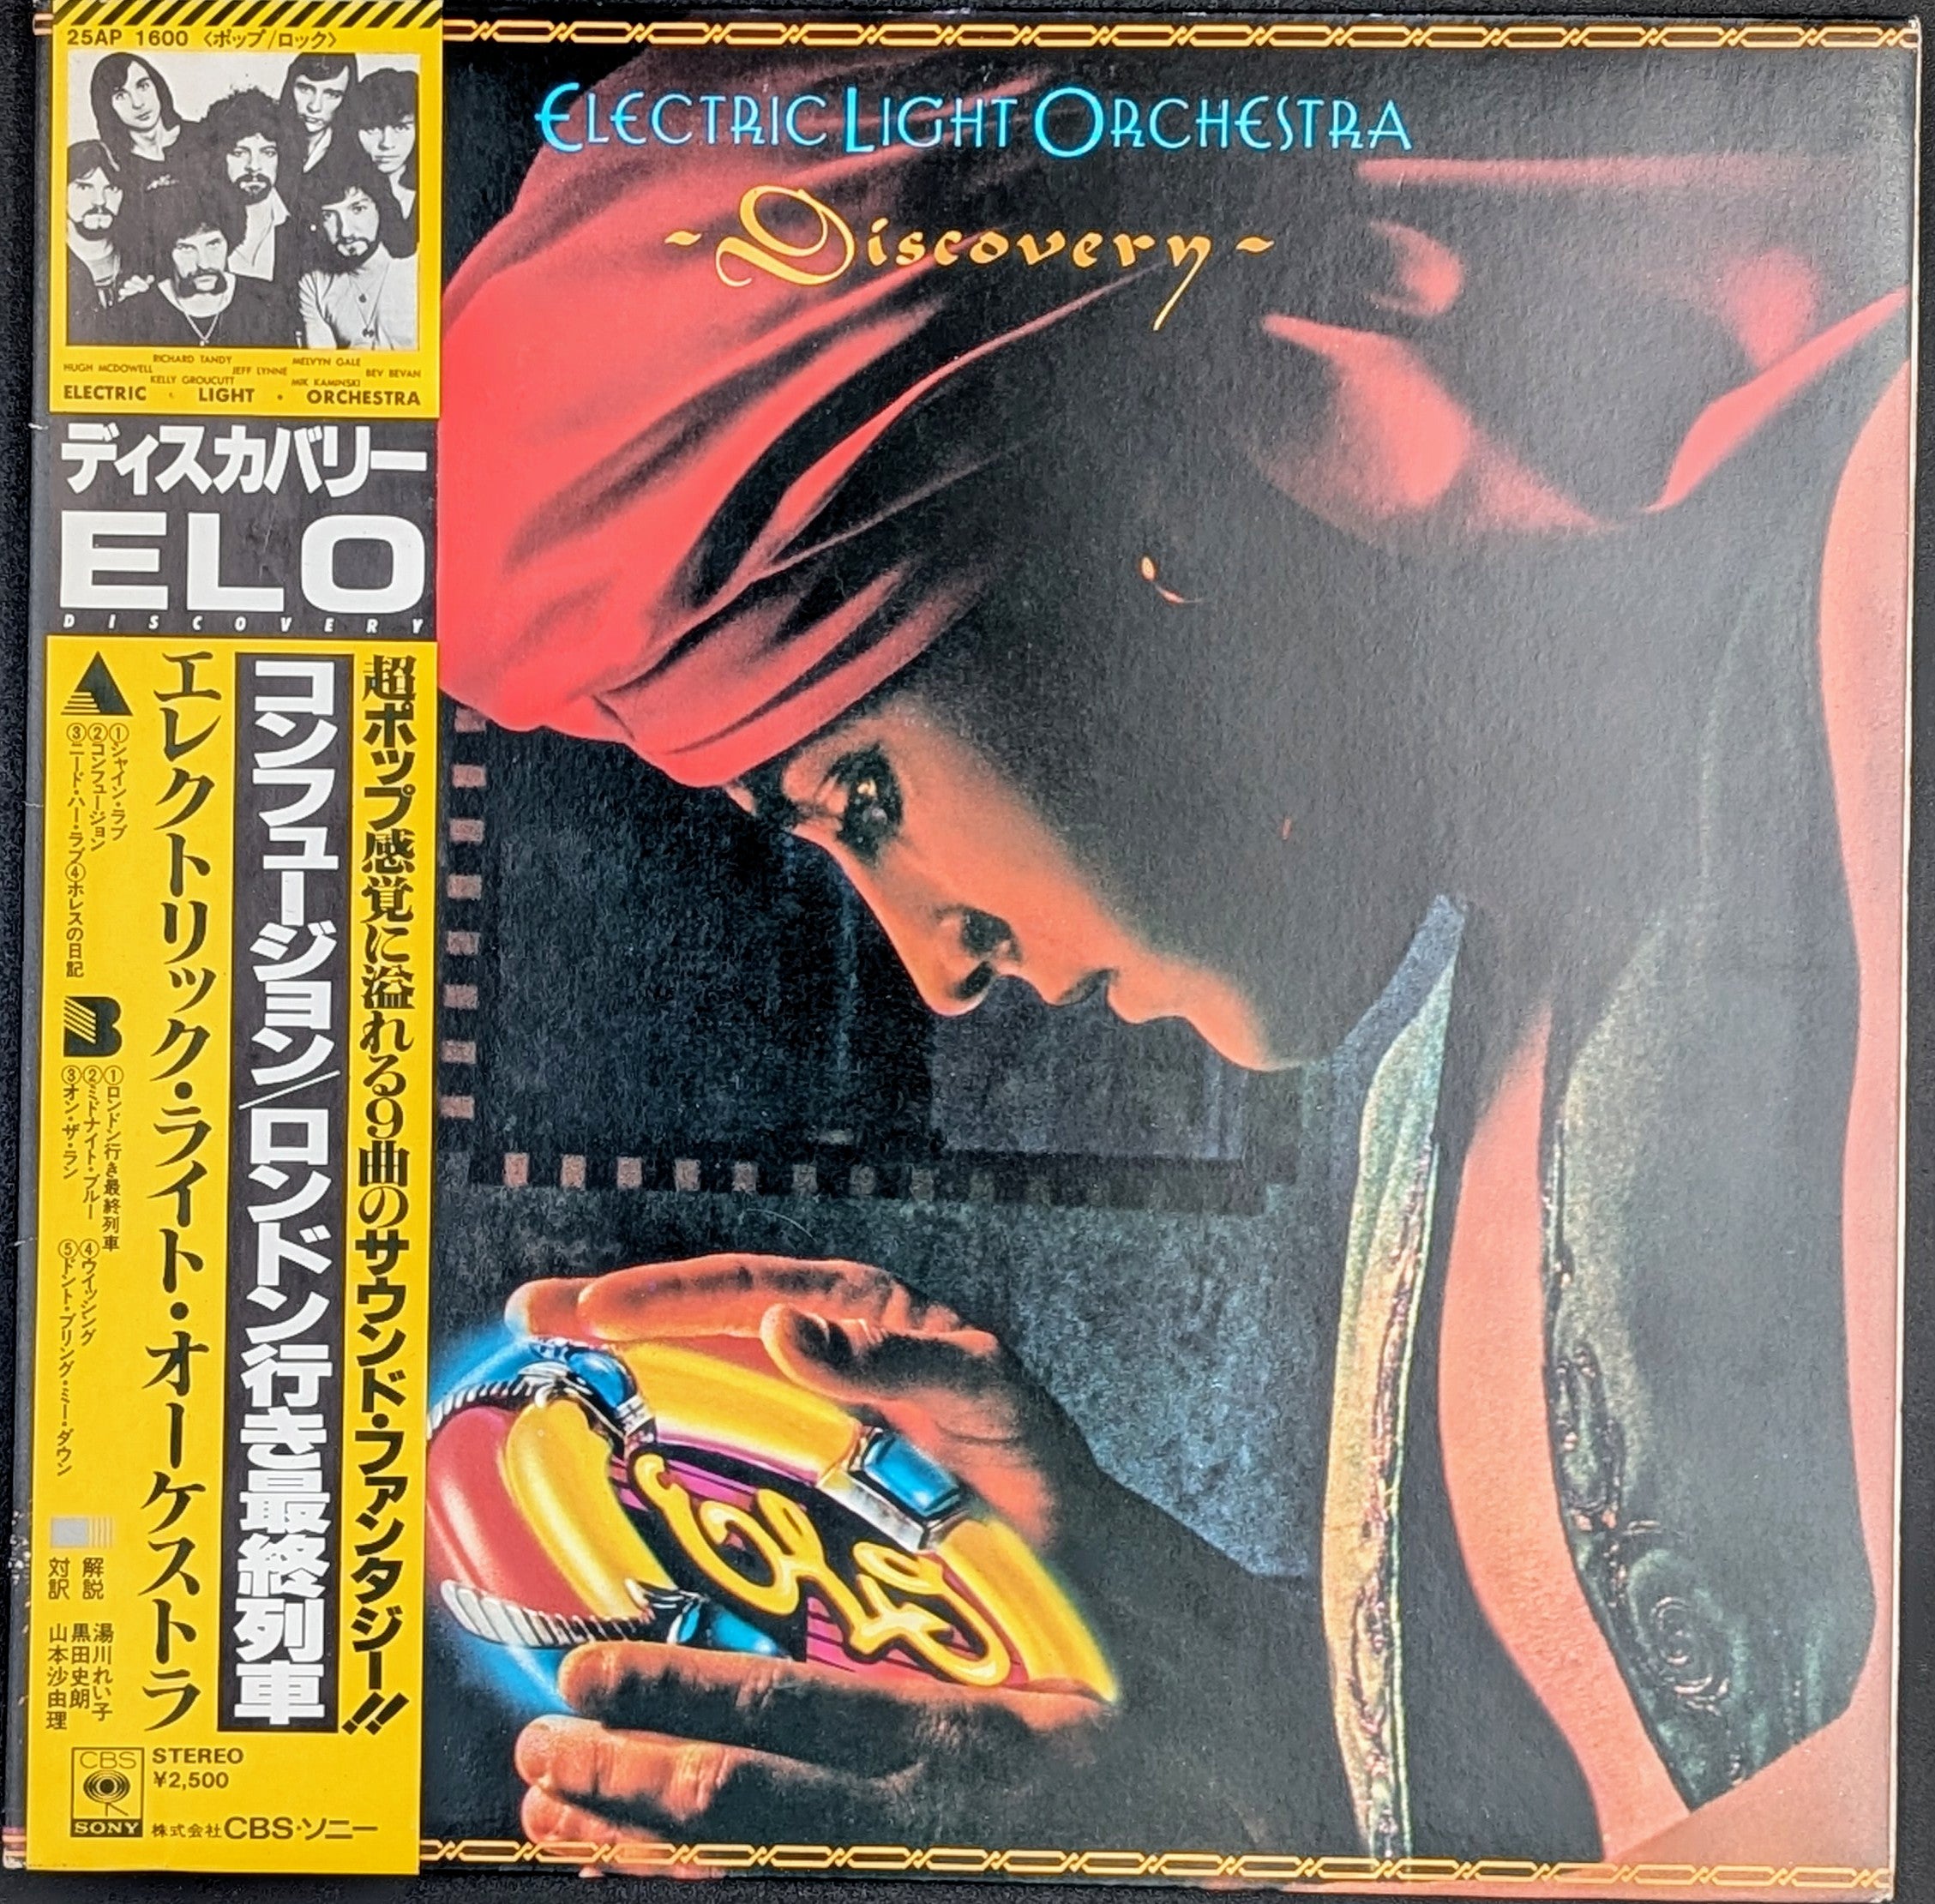 25AP 1600 〈ポップ/ロック〉
RICHARD TANDY
MELVYN GALE
HUGH MCDOWELL
JEFF LYNNE
BEV BEVAN
KELLY GROUCUTT
MIK KAMINSKI
ELECTRIC · LIGHT · ORCHESTRA
ディスカバリー
ELO
DISCOVERY
超ポップ感覚に溢れる9曲のサウンド・ファンタジー!!
コンフュージョン/ロンドン行き最終列車
エレクトリック・ライト・オーケストラ
A
①シャイン・ラブ
②コンフュージョン
③ニード・ハー・ラブ④ホレスの日記
B
①ロンドン行き最終列車
②ミドナイト・ブルー
③オン・ザ・ラン
④ウイッシング
⑤ドント・ブリング・ミー・ダウン
解説 湯川れい子
黒田史朗
対訳 山本沙由理
CBS
SONY
STEREO
¥2,500
株式会社CBS・ソニー
ELECTRIC LIGHT ORCHESTRA
-Discovery-
ELO